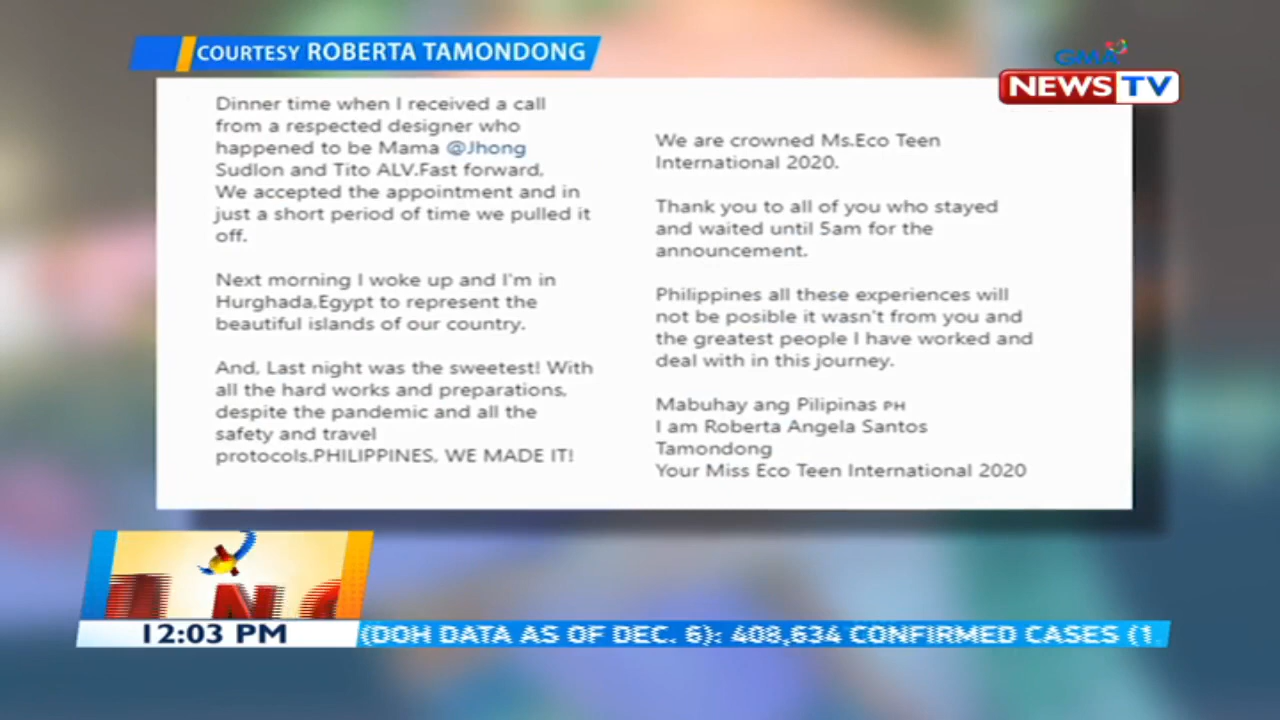 COURTESY ROBERTA TAMONDONG
GMA
NEWS TV
Dinner time when I received a call
from a respected designer who
happened to be Mama @Jhong
Sudlon and Tito ALV.Fast forward,
We accepted the appointment and in
just a short period of time we pulled it
off.
Next morning I woke up and I'm in
Hurghada,Egypt to represent the
beautiful islands of our country.
And, Last night was the sweetest! With
all the hard works and preparations,
despite the pandemic and all the
safety and travel
protocols.PHILIPPINES, WE MADE IT!
We are crowned Ms.Eco Teen
International 2020.
Thank you to all of you who stayed
and waited until 5am for the
announcement.
Philippines all these experiences will
not be posible it wasn't from you and
the greatest people I have worked and
deal with in this journey.
Mabuhay ang Pilipinas PH
I am Roberta Angela Santos
Tamondong
Your Miss Eco Teen International 2020
12:03 PM
(DOH DATA AS OF DEC. 6): 408,634 CONFIRMED CASES (1